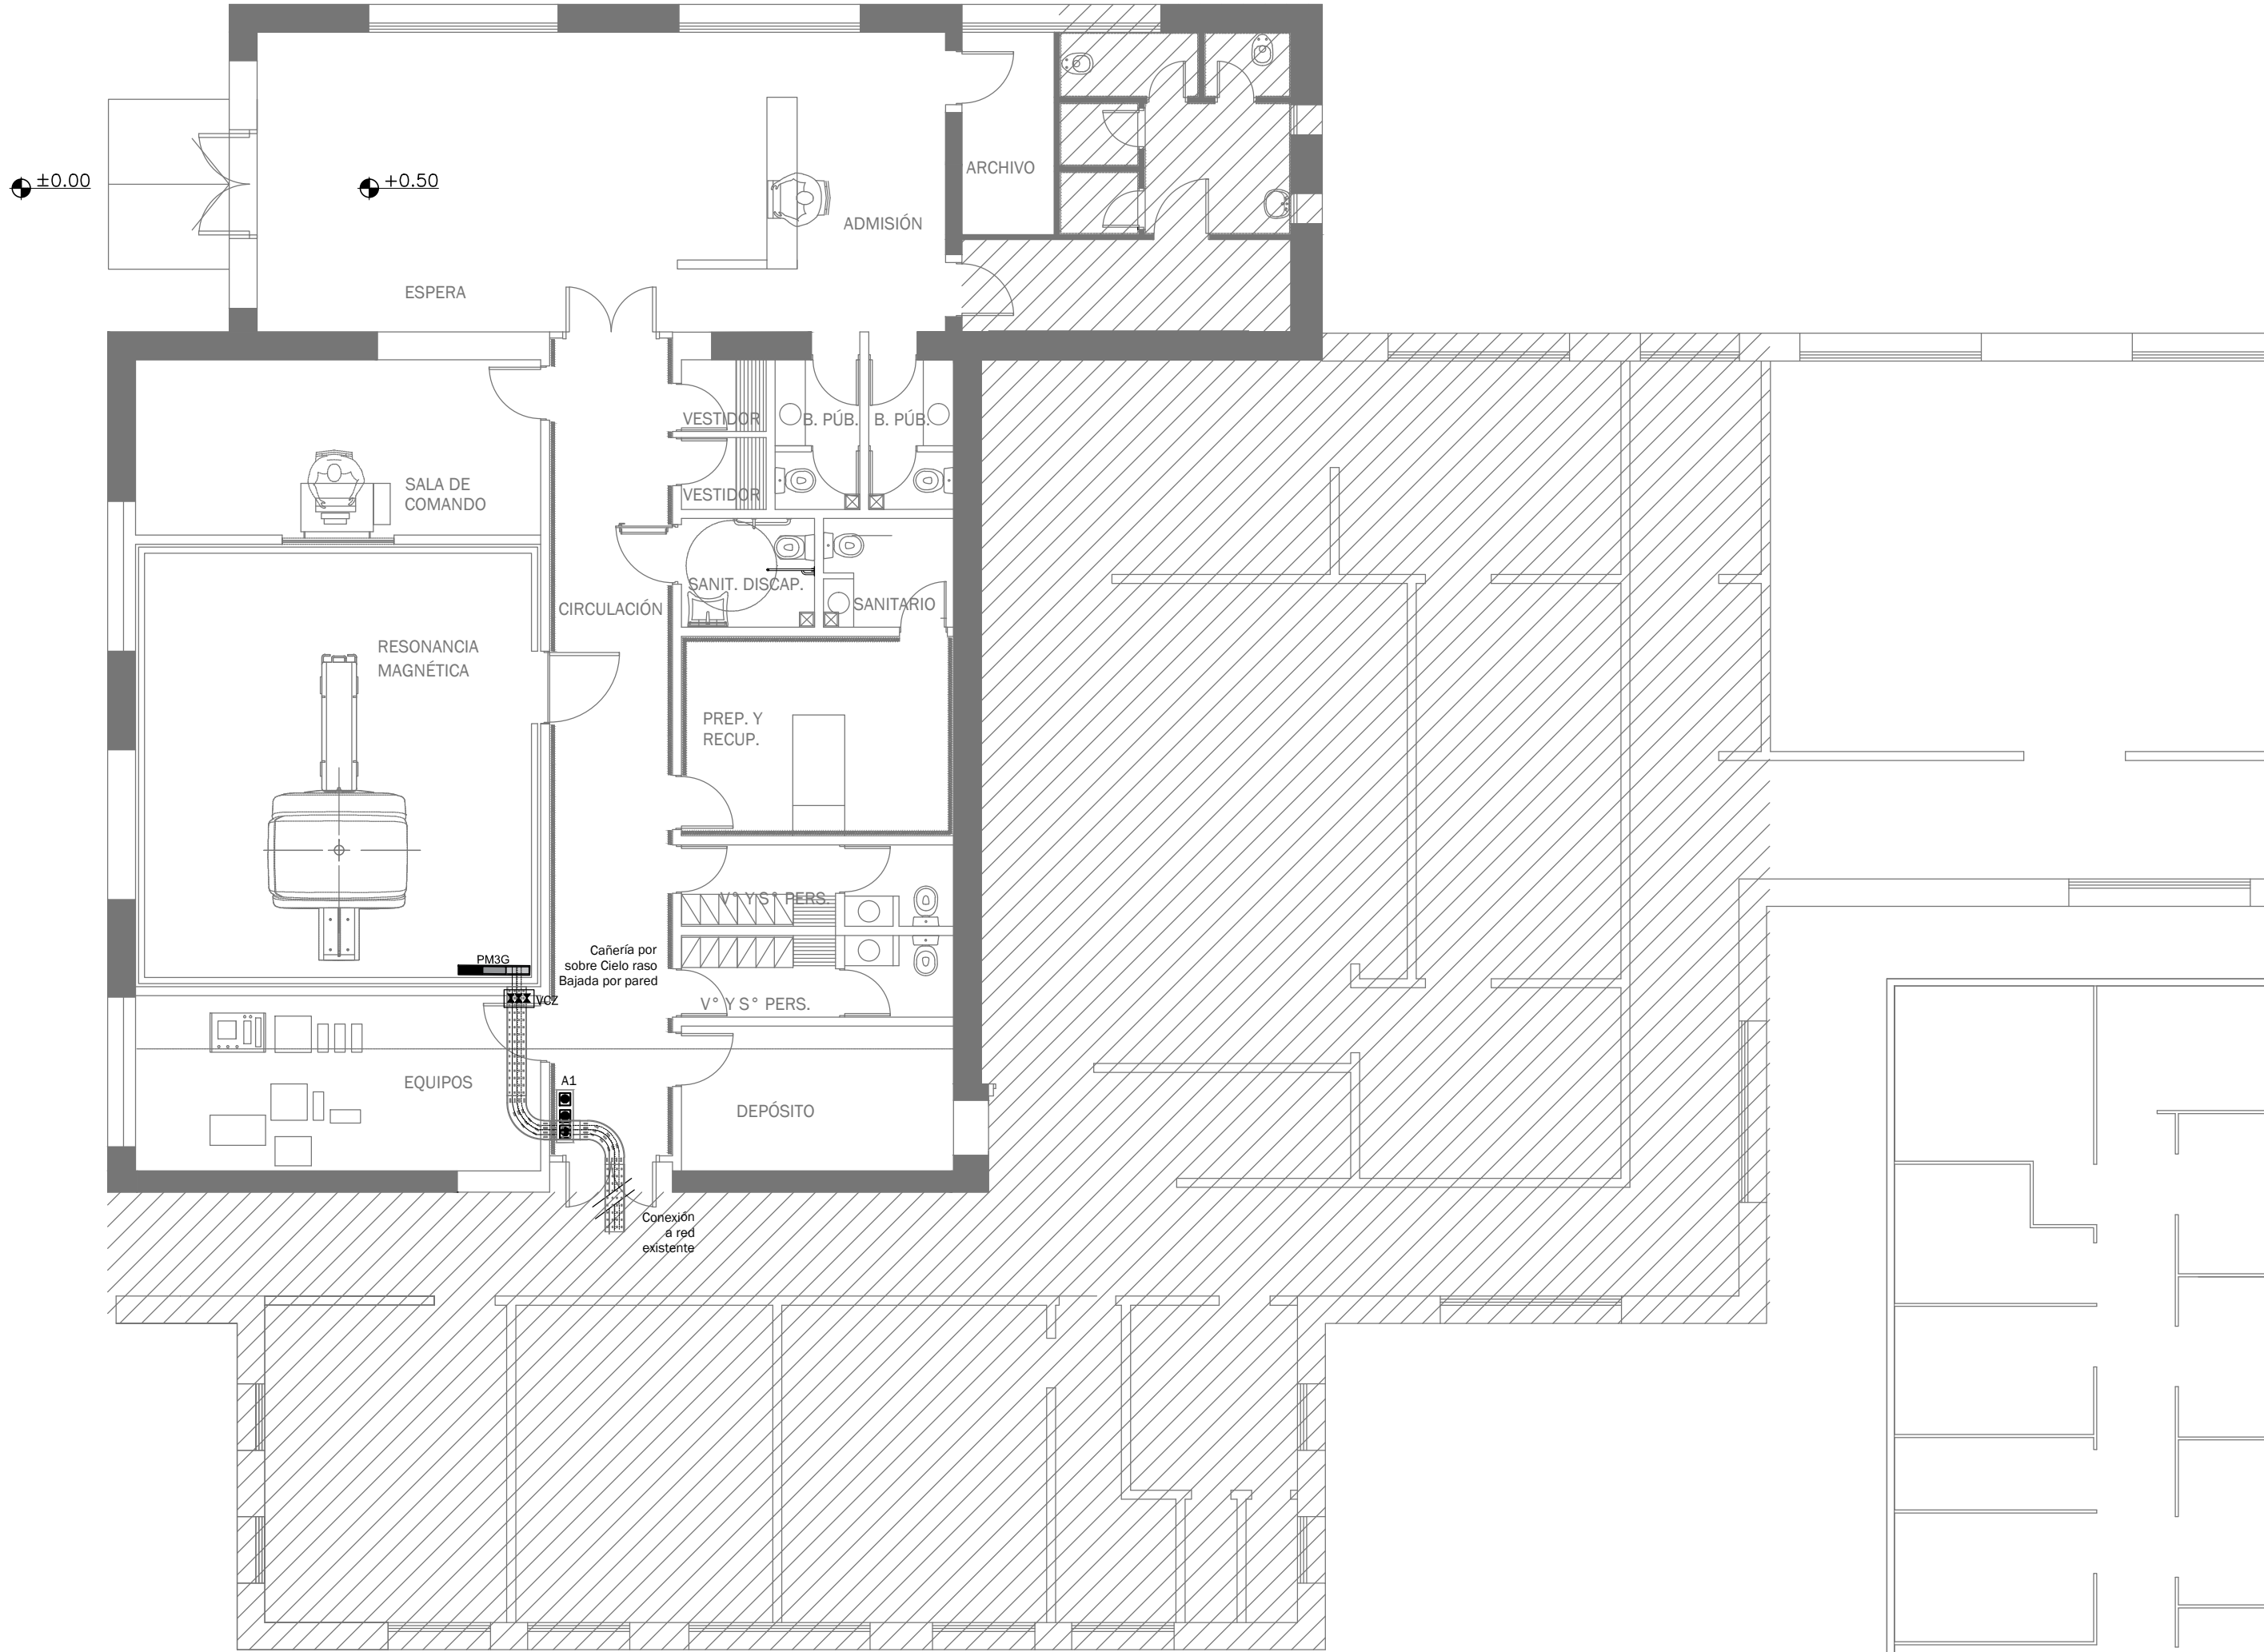 ±0.00
+0.50
ARCHIVO
ADMISIÓN
ESPERA
VESTIDOR
B. PÚB.
B. PÚB.
SALA DE
COMANDO
VESTIDOR
SANIT. DISCAP.
SANITARIO
CIRCULACIÓN
RESONANCIA
MAGNÉTICA
PREP. Y
RECUP.
V° Y S° PERS.
Cañería por
sobre Cielo raso
Bajada por pared
PM3G
VCZ
V° Y S° PERS.
EQUIPOS
A1
DEPÓSITO
Conexión
a red
existente